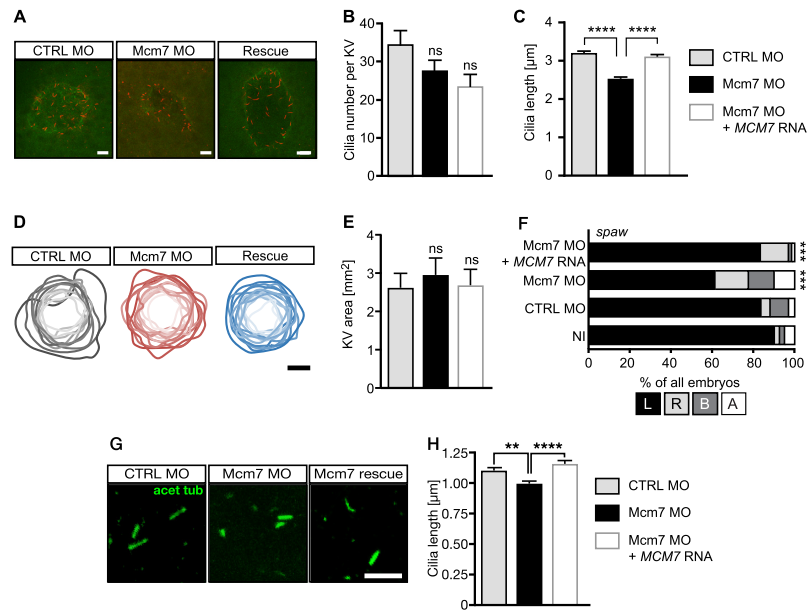 A
CTRL MO
Mcm7 MO
Rescue
B
Cilia number per KV
40
30
20
10
0
ns
ns
C
Cilia length [µm]
4
3
2
1
0
****
****
CTRL MO
Mcm7 MO
Mcm7 MO
+ MCM7 RNA
D
CTRL MO
Mcm7 MO
Rescue
E
KV area [mm²]
4
3
2
1
0
ns
ns
F
spaw
Mcm7 MO
+ MCM7 RNA
***
Mcm7 MO
***
CTRL MO
NI
0 20 40 60 80 100
% of all embryos
L R B A
G
CTRL MO
Mcm7 MO
Mcm7 rescue
acet tub
H
Cilia length [µm]
1.25
1.00
0.75
0.50
0.25
0
**
****
CTRL MO
Mcm7 MO
Mcm7 MO
+ MCM7 RNA